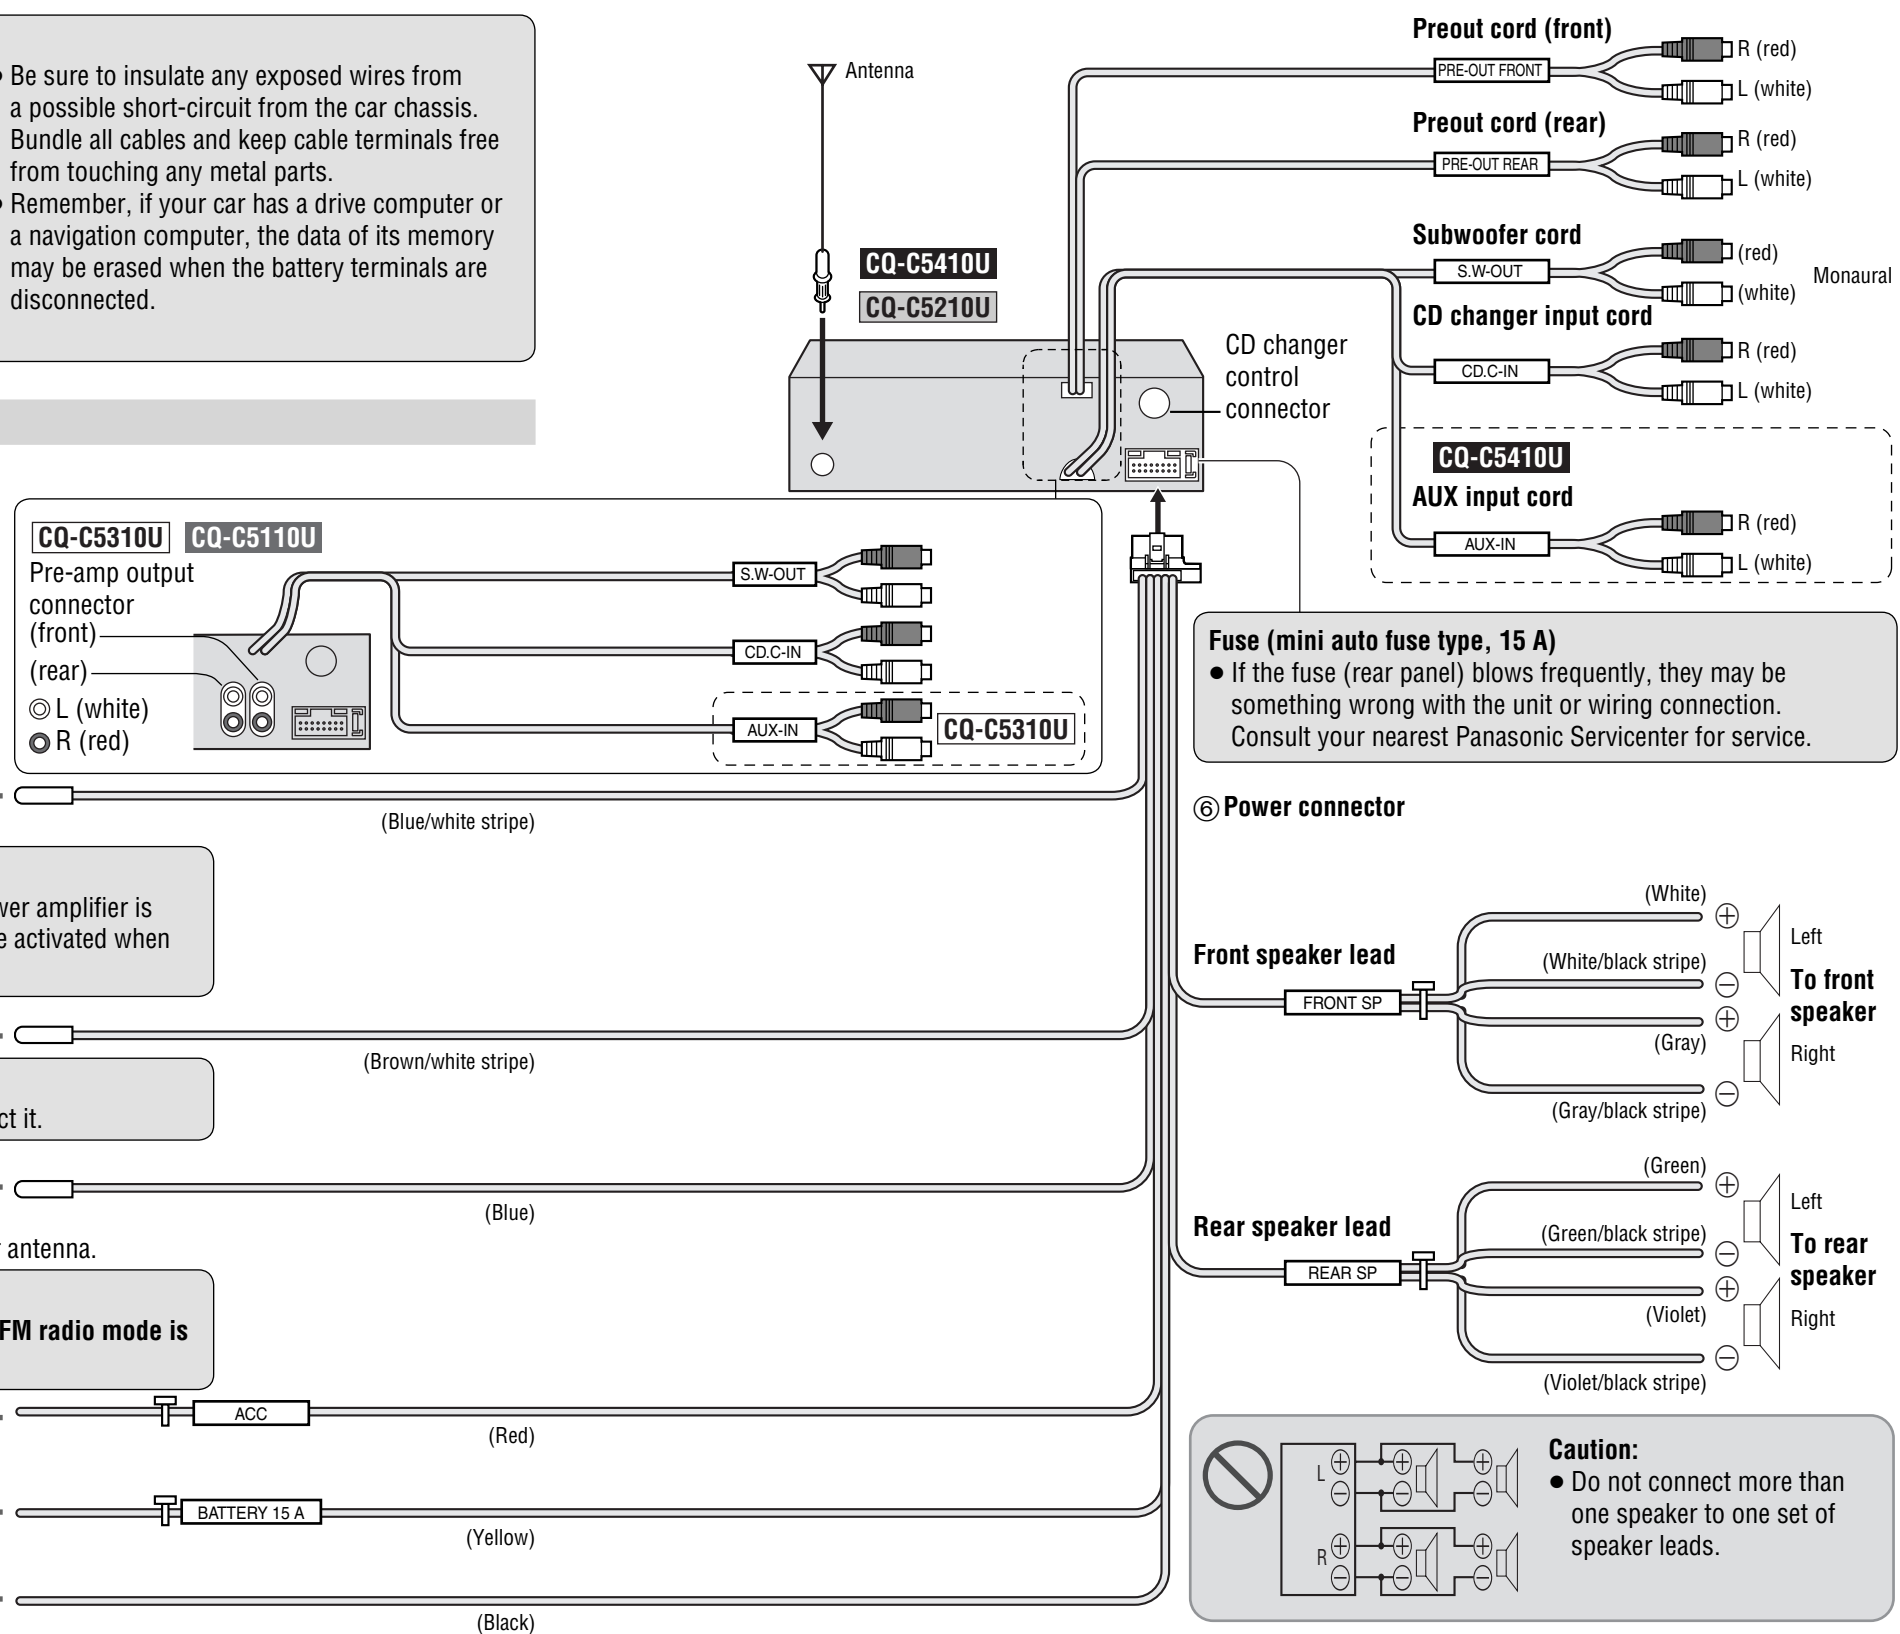 • Be sure to insulate any exposed wires from
a possible short-circuit from the car chassis.
Bundle all cables and keep cable terminals free
from touching any metal parts.
• Remember, if your car has a drive computer or
a navigation computer, the data of its memory
may be erased when the battery terminals are
disconnected.
Antenna
CQ-C5410U
CQ-C5210U
CD changer
control
connector
Preout cord (front)
PRE-OUT FRONT
R (red)
L (white)
Preout cord (rear)
PRE-OUT REAR
R (red)
L (white)
Subwoofer cord
S.W-OUT
(red)
(white)
Monaural
CD changer input cord
CD.C-IN
R (red)
L (white)
CQ-C5410U
AUX input cord
AUX-IN
R (red)
L (white)
CQ-C5310U CQ-C5110U
Pre-amp output
connector
(front)
(rear)
L (white)
R (red)
S.W-OUT
CD.C-IN
AUX-IN
CQ-C5310U
Fuse (mini auto fuse type, 15 A)
● If the fuse (rear panel) blows frequently, they may be
something wrong with the unit or wiring connection.
Consult your nearest Panasonic Servicenter for service.
(Blue/white stripe)
⑥ Power connector
wer amplifier is
e activated when
(Brown/white stripe)
ct it.
(Blue)
antenna.
FM radio mode is
ACC
(Red)
BATTERY 15 A
(Yellow)
(Black)
Front speaker lead
FRONT SP
(White)
⊕
Left
(White/black stripe)
⊖
To front
speaker
⊕
(Gray)
Right
⊖
(Gray/black stripe)
Rear speaker lead
REAR SP
(Green)
⊕
Left
(Green/black stripe)
⊖
To rear
speaker
⊕
(Violet)
Right
⊖
(Violet/black stripe)
L ⊕ ⊕ ⊕
⊖ ⊖ ⊖
R ⊕ ⊕ ⊕
⊖ ⊖ ⊖
Caution:
● Do not connect more than
one speaker to one set of
speaker leads.